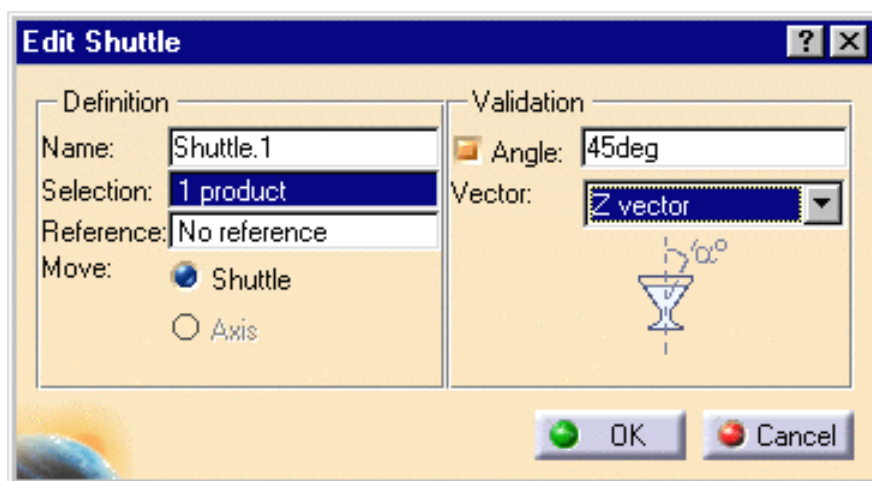 Edit Shuttle
Definition
Name: Shuttle.1
Selection: 1 product
Reference: No reference
Move: Shuttle
Axis
Validation
Angle: 45deg
Vector: Z vector
α°
OK Cancel